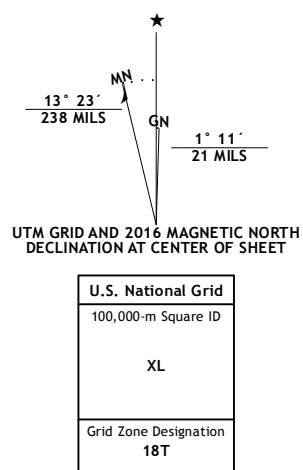 ★
MN
GN
13° 23´
238 MILS
1° 11´
21 MILS
UTM GRID AND 2016 MAGNETIC NORTH
DECLINATION AT CENTER OF SHEET
U.S. National Grid
100,000-m Square ID
XL
Grid Zone Designation
18T